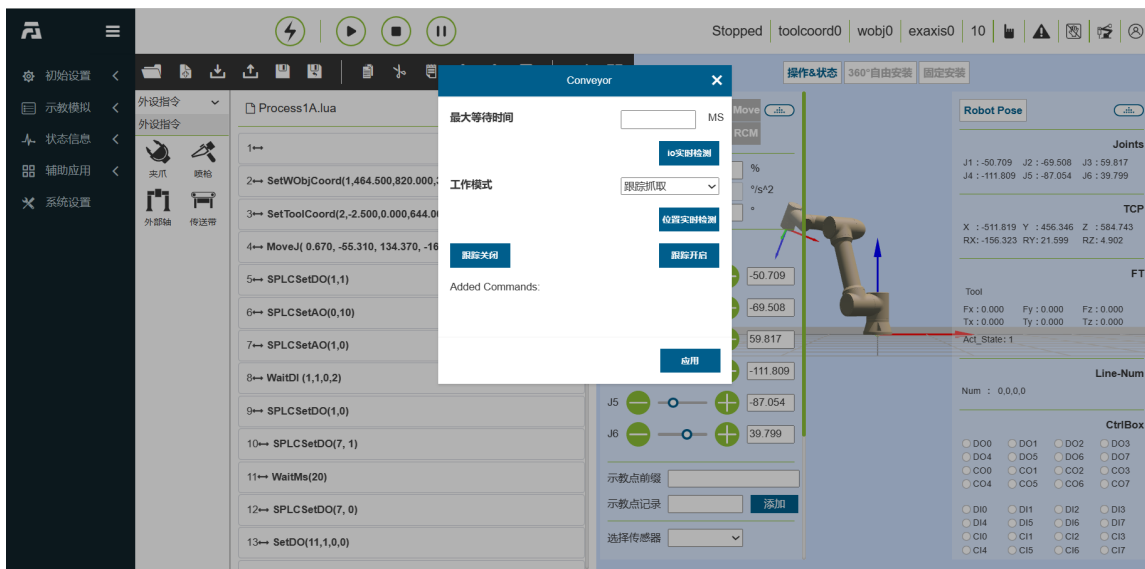 Stopped toolcoord0 wobj0 exaxis0 10
初始设置
示教模拟
状态信息
辅助应用
系统设置
外设指令
外设指令
夹爪 喷枪
外部轴 传送带
Process1A.lua
1
2 SetWObjCoord(1,464.500,820.000,
3 SetToolCoord(2,-2.500,0.000,644.0
4 MoveJ( 0.670, -55.310, 134.370, -16
5 SPLCSetDO(1,1)
6 SPLCSetAO(0,10)
7 SPLCSetAO(1,0)
8 WaitDI (1,1,0,2)
9 SPLCSetDO(1,0)
10 SPLCSetDO(7, 1)
11 WaitMs(20)
12 SPLCSetDO(7, 0)
13 SetDO(11,1,0,0)
Conveyor
最大等待时间 MS
IO实时检测
工作模式 跟踪抓取
位置实时检测
跟踪关闭 跟踪开启
Added Commands:
应用
操作&状态 360°自由安装 固定安装
Move
RCM
%
°/s^2
°
-50.709
-69.508
59.817
-111.809
J5 -87.054
J6 39.799
示教点前缀
示教点记录 添加
选择传感器
Robot Pose
Joints
J1 : -50.709 J2 : -69.508 J3 : 59.817
J4 : -111.809 J5 : -87.054 J6 : 39.799
TCP
X : -511.819 Y : 456.346 Z : 584.743
RX: -156.323 RY: 21.599 RZ: 4.902
FT
Tool
Fx : 0.000 Fy : 0.000 Fz : 0.000
Tx : 0.000 Ty : 0.000 Tz : 0.000
Act_State: 1
Line-Num
Num : 0,0,0,0
CtrlBox
DO0 DO1 DO2 DO3
DO4 DO5 DO6 DO7
CO0 CO1 CO2 CO3
CO4 CO5 CO6 CO7
DI0 DI1 DI2 DI3
DI4 DI5 DI6 DI7
CI0 CI1 CI2 CI3
CI4 CI5 CI6 CI7